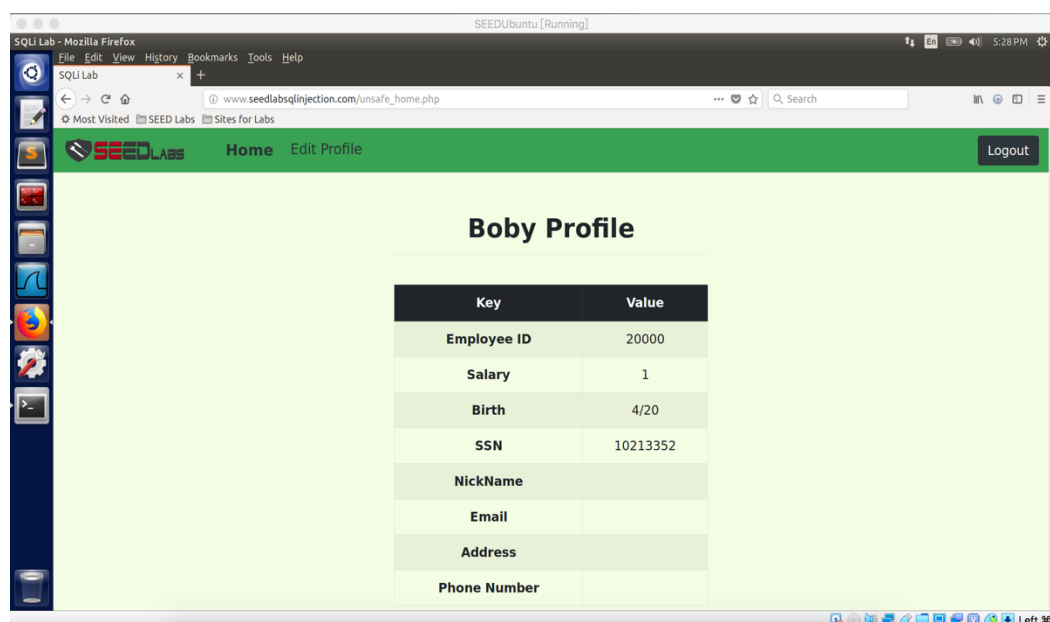 SEEDUbuntu [Running]
SQLi Lab - Mozilla Firefox
En
5:28 PM
File Edit View History Bookmarks Tools Help
SQLi Lab × +
www.seedlabsqlinjection.com/unsafe_home.php
Search
Most Visited SEED Labs Sites for Labs
SEEDLABS
Home Edit Profile
Logout
Boby Profile
Key Value
Employee ID 20000
Salary 1
Birth 4/20
SSN 10213352
NickName
Email
Address
Phone Number
Left ⌘